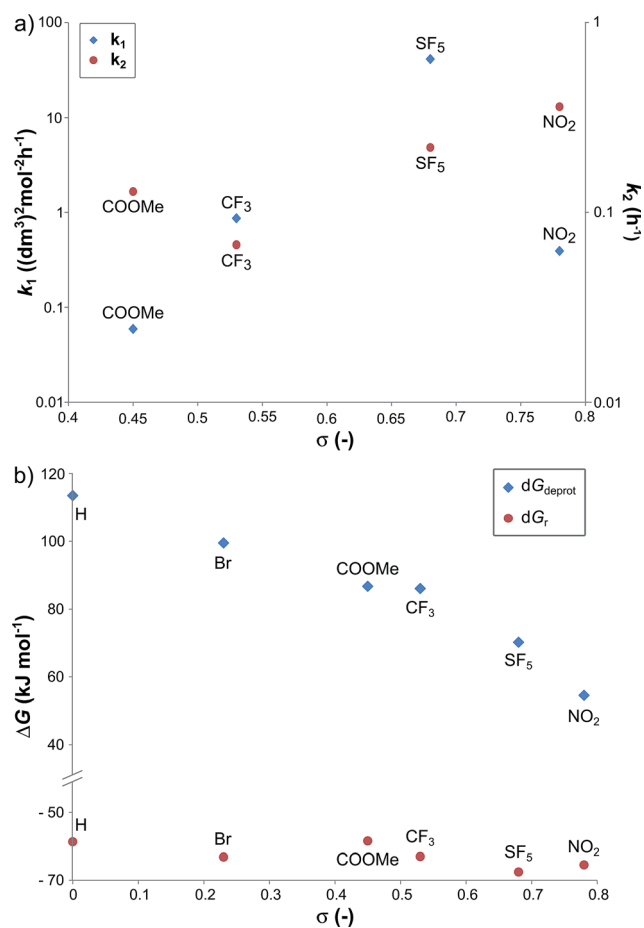 a)
k₁
k₂
100
10
1
0.1
0.01
k₁ ((dm³)²mol⁻²h⁻¹)
1
0.1
0.01
k₂ (h⁻¹)
SF₅
SF₅
NO₂
NO₂
COOMe
CF₃
CF₃
COOMe
0.4 0.45 0.5 0.55 0.6 0.65 0.7 0.75 0.8
σ (-)
b)
dG_deprot
dG_r
120
100
80
60
40
- 50
- 70
ΔG (kJ mol⁻¹)
H
Br
COOMe
CF₃
SF₅
NO₂
H
Br
COOMe
CF₃
SF₅
NO₂
0 0.1 0.2 0.3 0.4 0.5 0.6 0.7 0.8
σ (-)